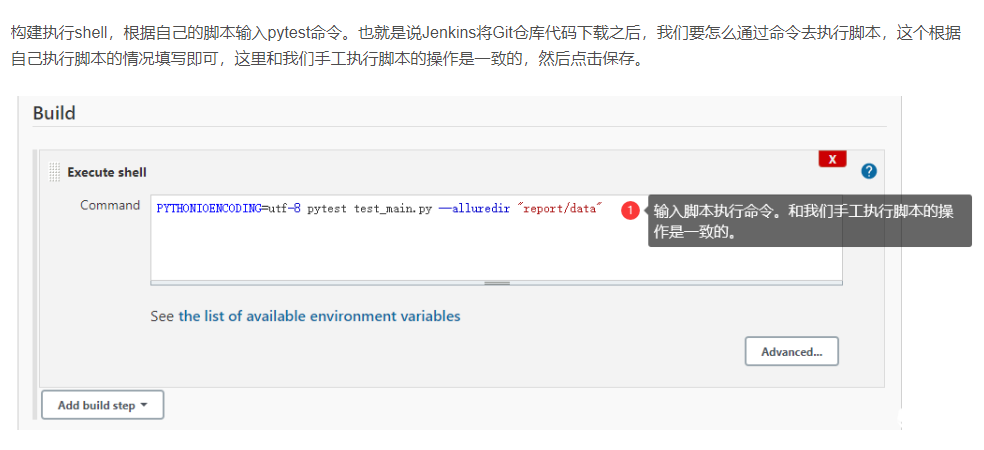 构建执行shell，根据自己的脚本输入pytest命令。也就是说Jenkins将Git仓库代码下载之后，我们要怎么通过命令去执行脚本，这个根据
自己执行脚本的情况填写即可，这里和我们手工执行脚本的操作是一致的，然后点击保存。
Build
Execute shell
X
?
Command
PYTHONIOENCODING=utf-8 pytest test_main.py --alluredir "report/data"
1
输入脚本执行命令。和我们手工执行脚本的操
作是一致的。
See the list of available environment variables
Advanced...
Add build step